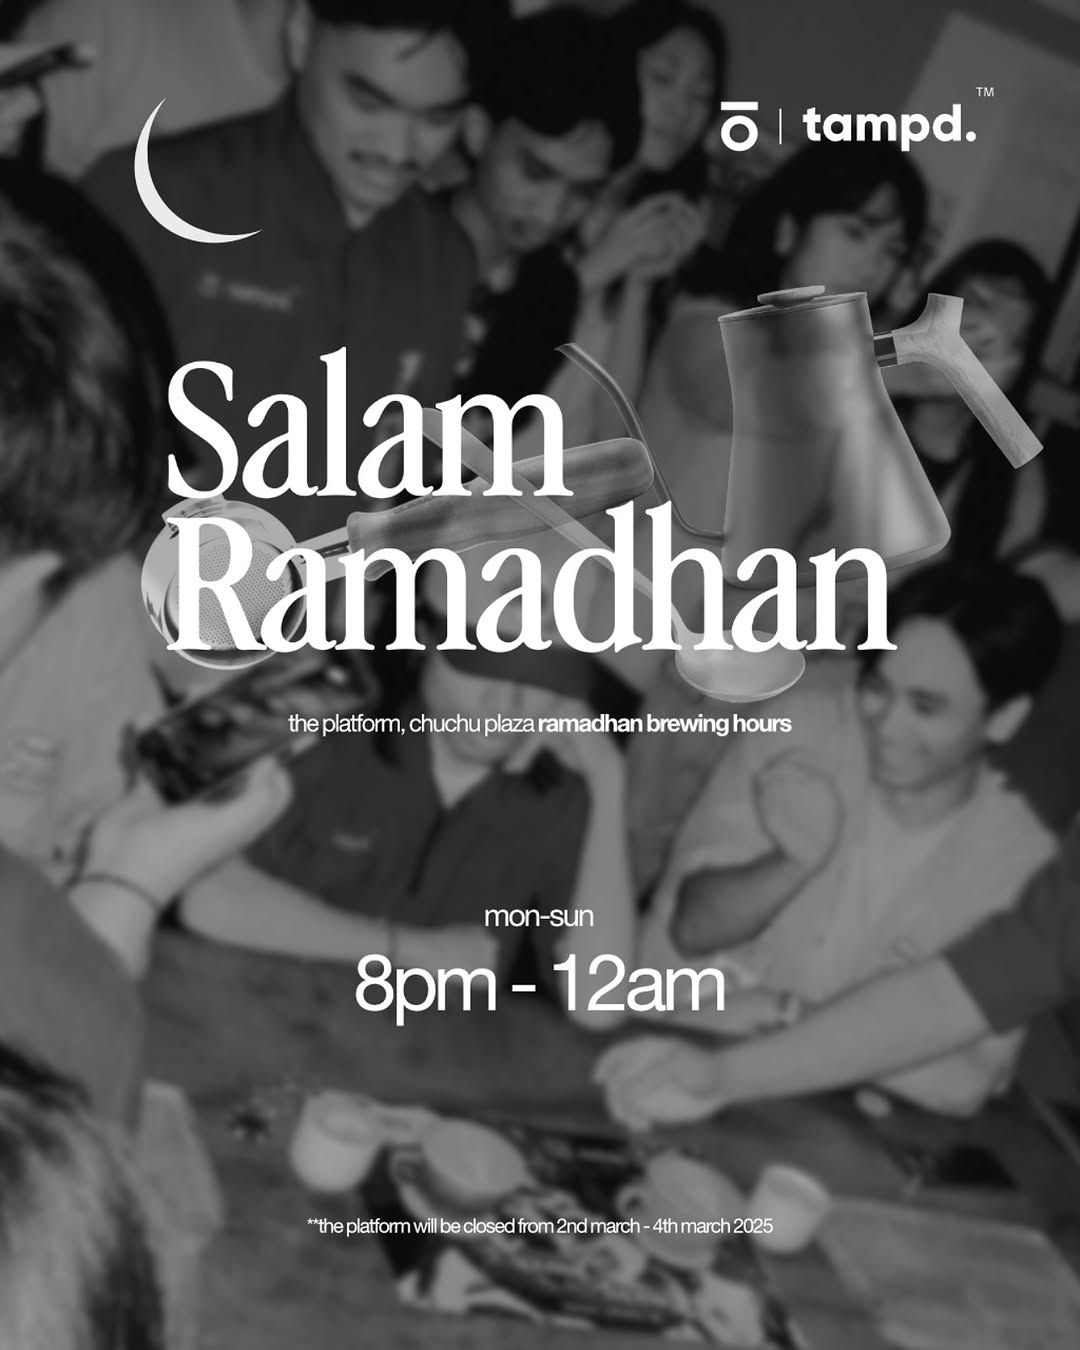 ō | tampd.™
Salam
Ramadhan
the platform, chuchu plaza ramadhan brewing hours
mon-sun
8pm - 12am
**the platform will be closed from 2nd march - 4th march 2025